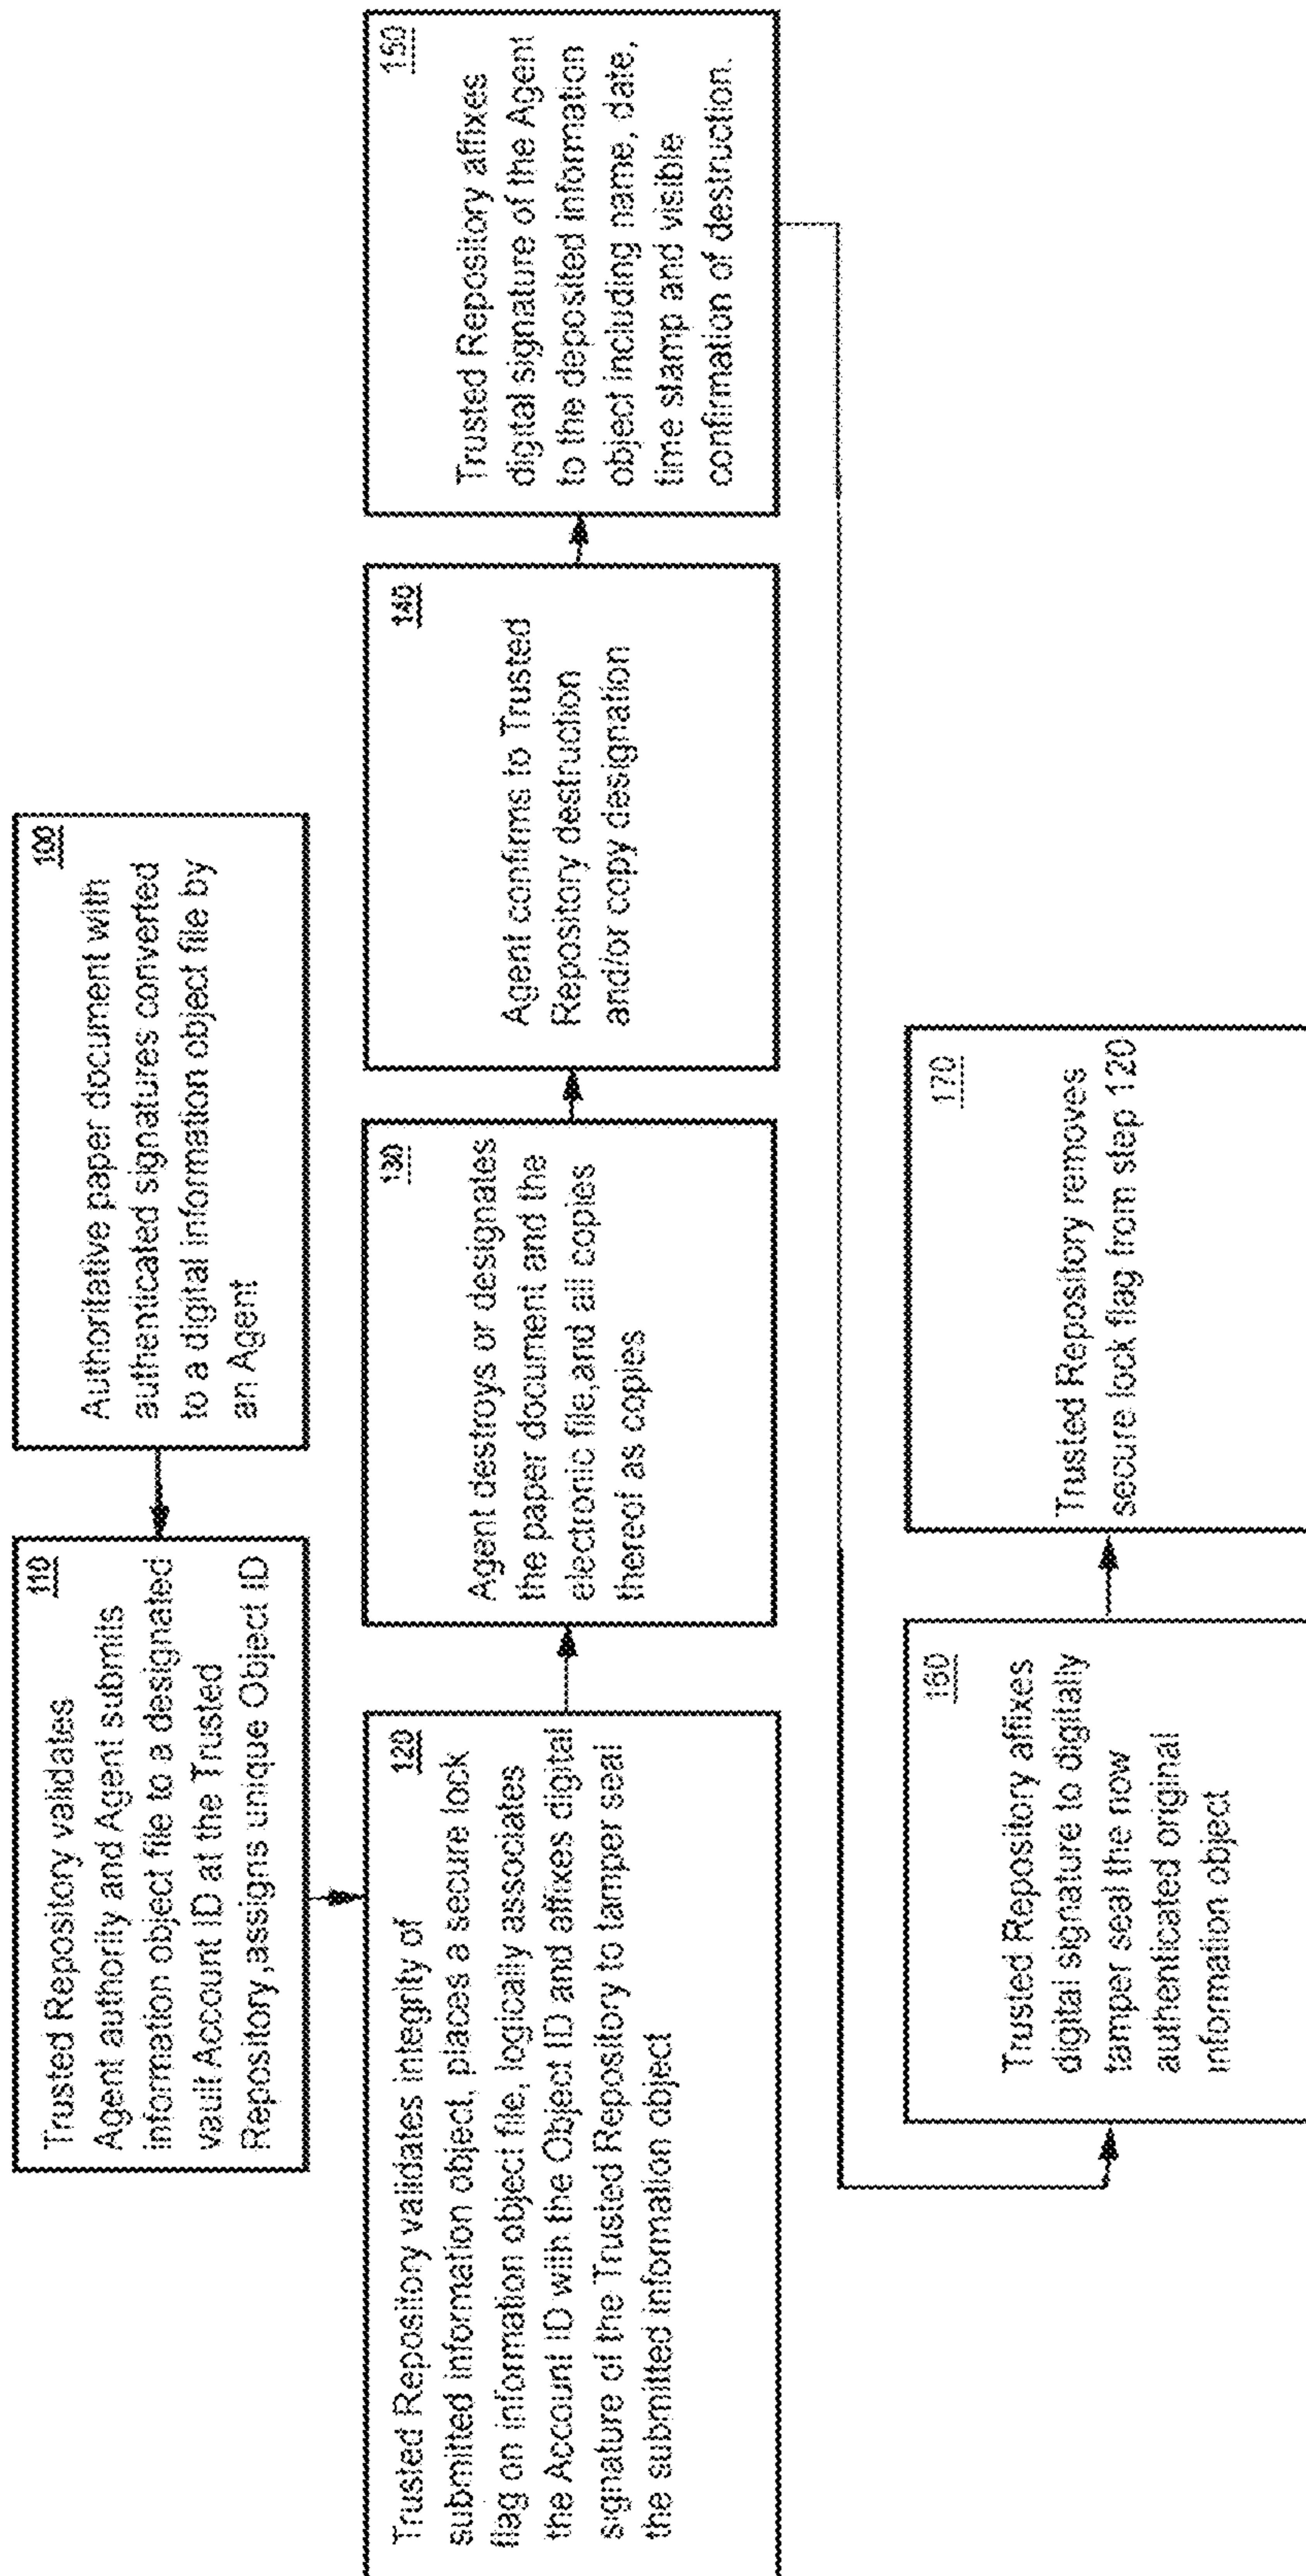 100
Authoritative paper document with
authenticated signatures converted
to a digital information object file by
an Agent
110
Trusted Repository validates
Agent authority and Agent submits
information object file to a designated
vault Account ID at the Trusted
Repository,assigns unique Object ID
120
Trusted Repository validates integrity of
submitted information object, places a secure lock
flag on information object file, logically associates
the Account ID with the Object ID and affixes digital
signature of the Trusted Repository to tamper seal
the submitted information object
130
Agent destroys or designates
the paper document and the
electronic file,and all copies
thereof as copies
140
Agent confirms to Trusted
Repository destruction
and/or copy designation
150
Trusted Repository affixes
digital signature of the Agent
to the deposited information
object including name, date,
time stamp and visible
confirmation of destruction.
160
Trusted Repository affixes
digital signature to digitally
tamper seal the now
authenticated original
information object
170
Trusted Repository removes
secure lock flag from step 120